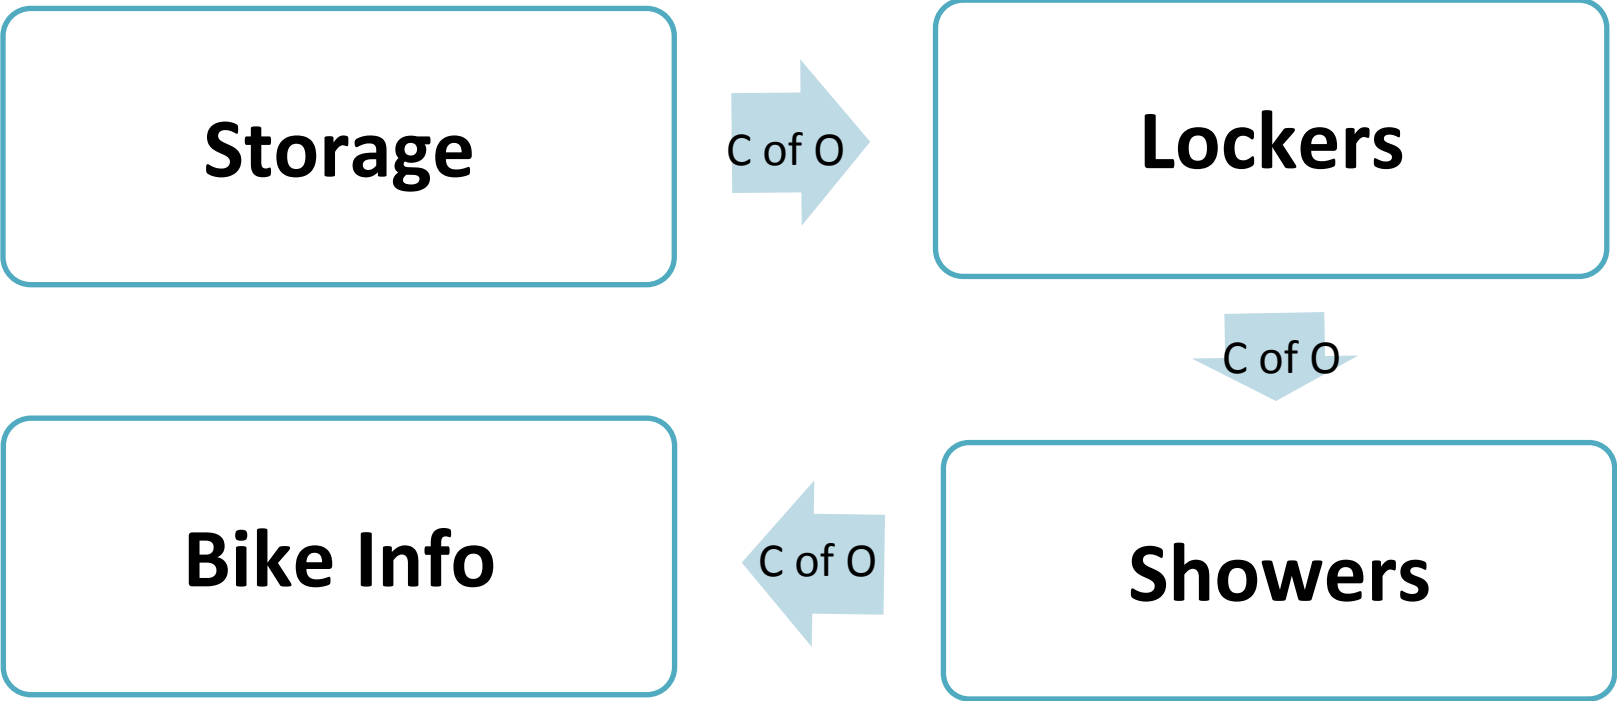 Storage
C of O
Lockers
C of O
Showers
C of O
Bike Info